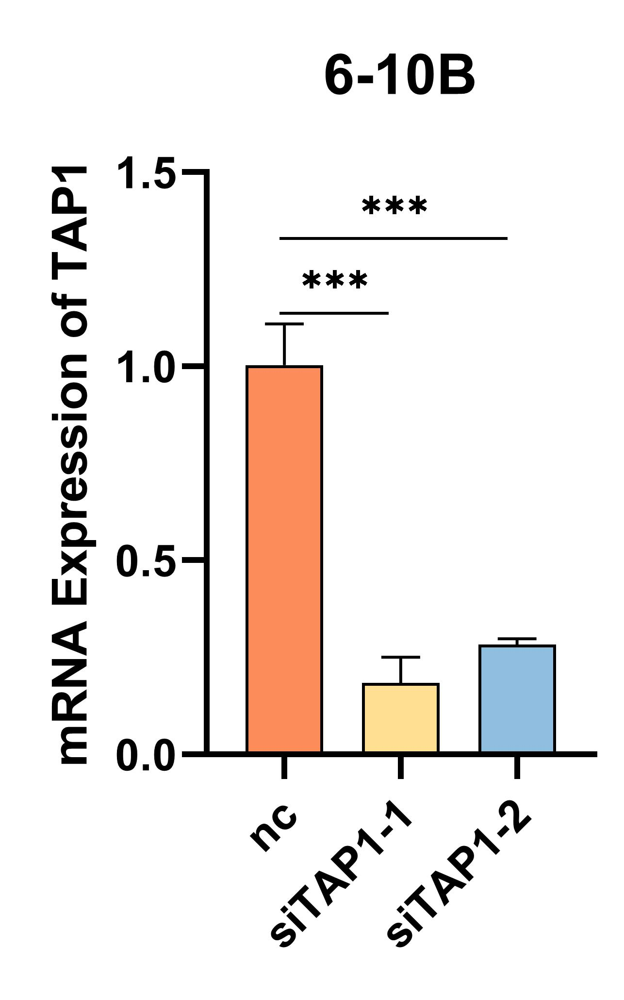 6-10B
mRNA Expression of TAP1
1.5
***
***
1.0
0.5
0.0
nc
siTAP1-1
siTAP1-2